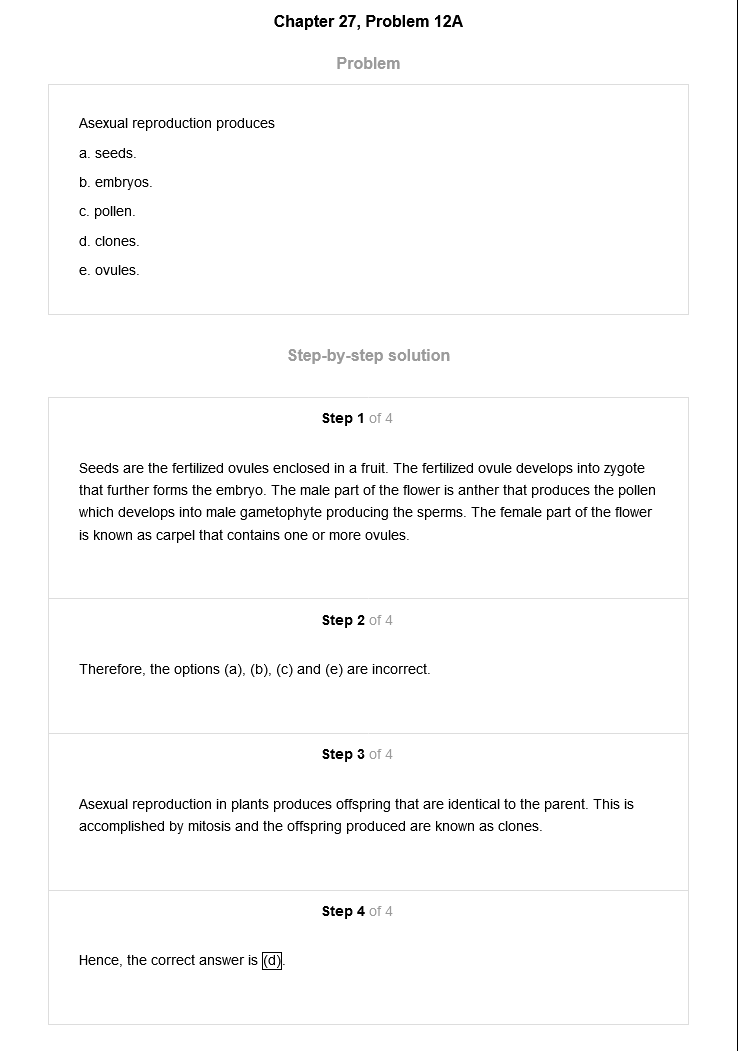 Chapter 27, Problem 12A
Problem
Asexual reproduction produces
a. seeds.
b. embryos.
c. pollen.
d. clones.
e. ovules.
Step-by-step solution
Step 1 of 4
Seeds are the fertilized ovules enclosed in a fruit. The fertilized ovule develops into zygote
that further forms the embryo. The male part of the flower is anther that produces the pollen
which develops into male gametophyte producing the sperms. The female part of the flower
is known as carpel that contains one or more ovules.
Step 2 of 4
Therefore, the options (a), (b), (c) and (e) are incorrect.
Step 3 of 4
Asexual reproduction in plants produces offspring that are identical to the parent. This is
accomplished by mitosis and the offspring produced are known as clones.
Step 4 of 4
Hence, the correct answer is (d).